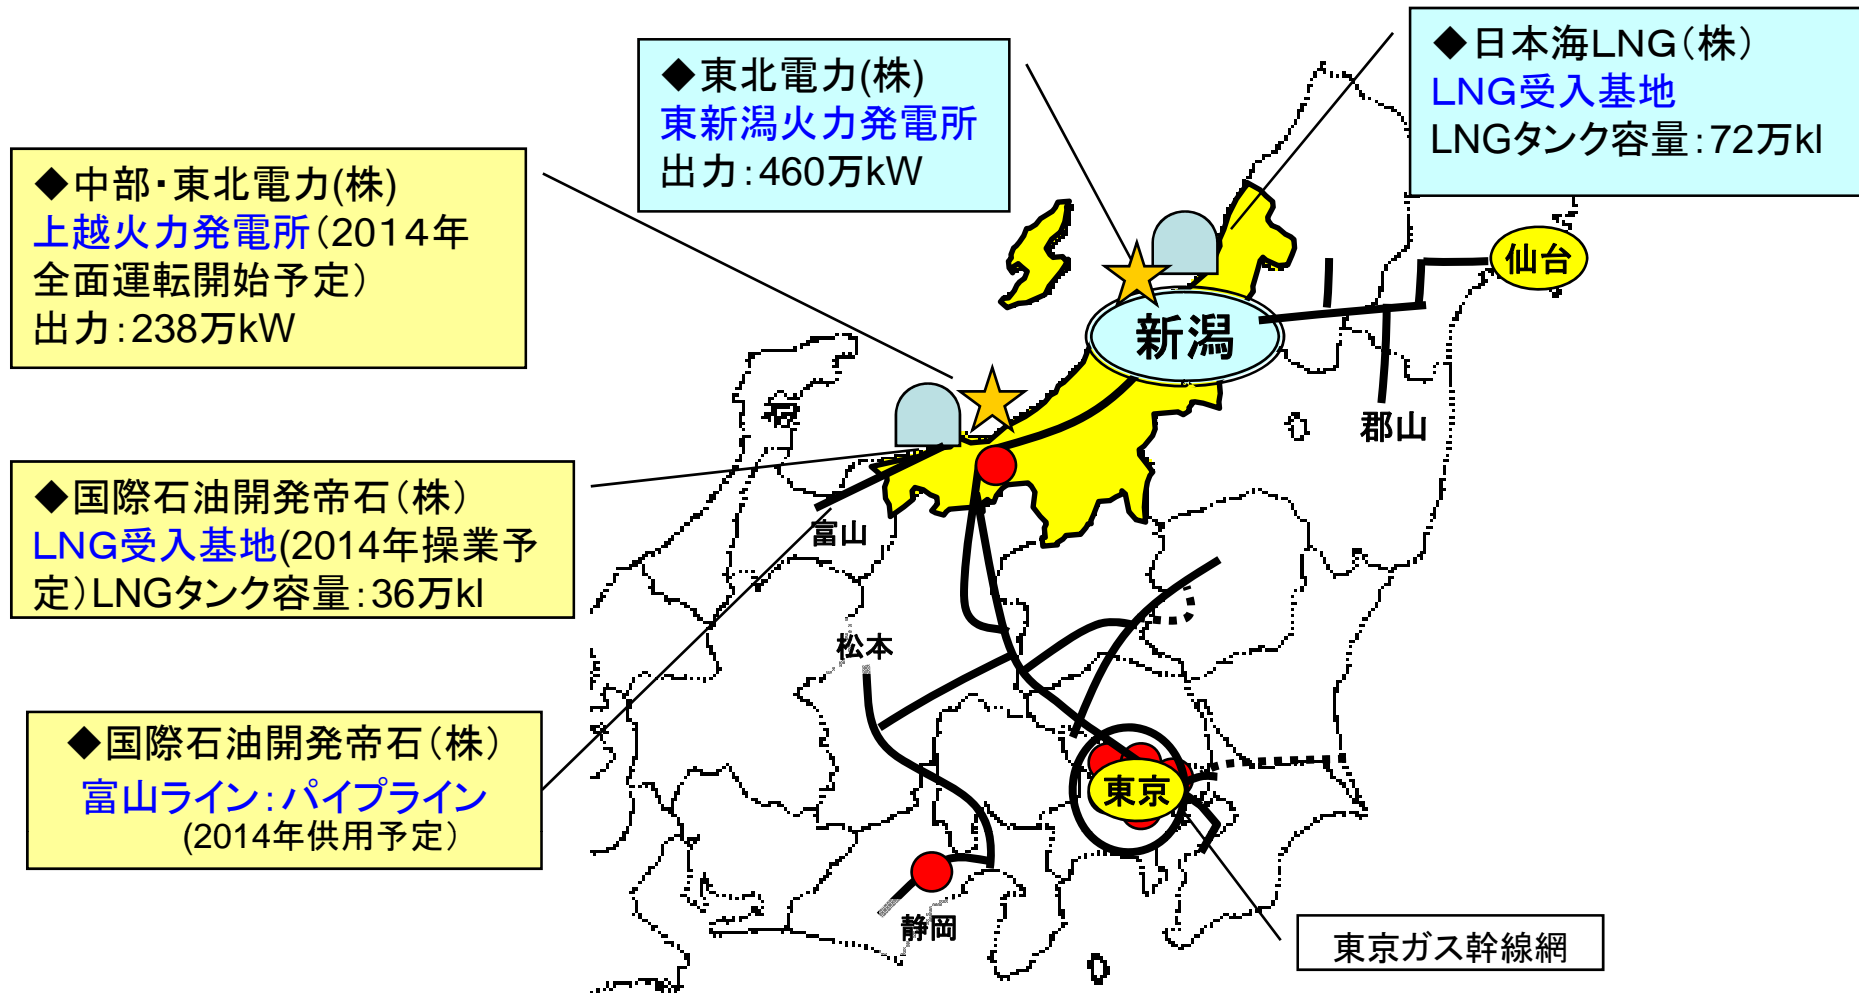 ◆日本海LNG（株）
LNG受入基地
LNGタンク容量：72万kl
◆東北電力(株)
東新潟火力発電所
出力：460万kW
◆中部・東北電力(株)
上越火力発電所（2014年
全面運転開始予定）
出力：238万kW
仙台
新潟
郡山
◆国際石油開発帝石（株）
LNG受入基地(2014年操業予
定）LNGタンク容量：36万kl
富山
松本
◆国際石油開発帝石（株）
富山ライン：パイプライン
(2014年供用予定）
東京
静岡
東京ガス幹線網